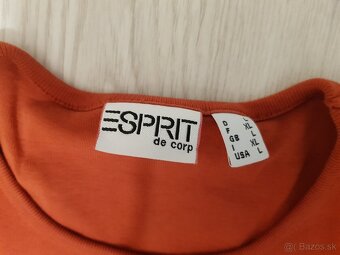 ESPRIT
de corp
D L
F XL
GB L
I XL
USA L
© Bazos.sk